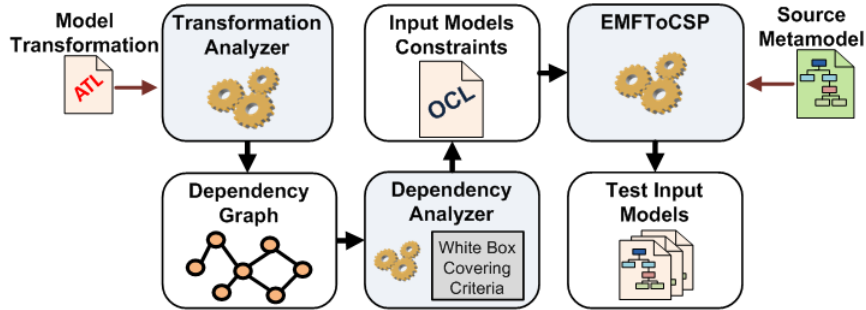 Model
Transformation
ATL
Transformation
Analyzer
Input Models
Constraints
OCL
EMFToCSP
Source
Metamodel
Dependency
Graph
Dependency
Analyzer
White Box
Covering
Criteria
Test Input
Models